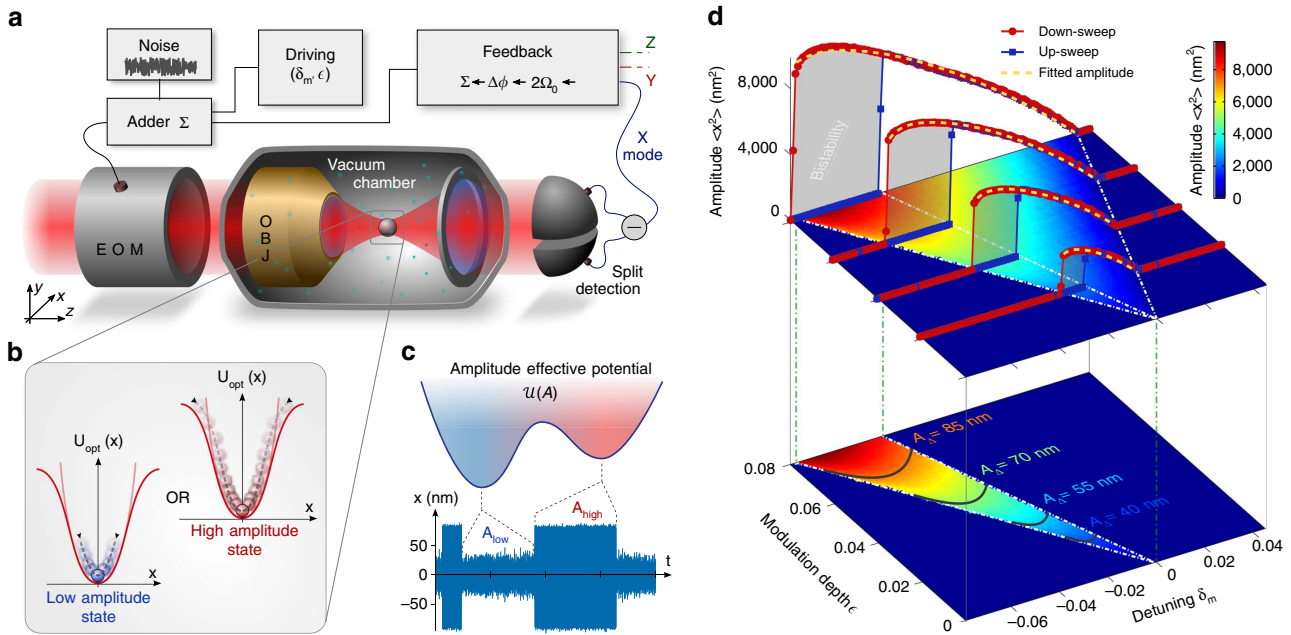 a
Noise
Driving
(δm, ϵ)
Feedback
Σ ← Δϕ ← 2Ω0 ←
Z
Y
Adder Σ
X
mode
Vacuum
chamber
EOM
O
B
J
Split
detection
y
x
z
b
Uopt (x)
Uopt (x)
OR
x
x
High amplitude
state
Low amplitude
state
c
Amplitude effective potential
U(A)
x (nm)
50
0
−50
Alow
Ahigh
t
d
Down-sweep
Up-sweep
Fitted amplitude
Amplitude <x²> (nm²)
8,000
4,000
0
Bistability
Amplitude <x²> (nm²)
8,000
6,000
4,000
2,000
0
AΔ= 85 nm
AΔ= 70 nm
AΔ= 55 nm
AΔ= 40 nm
0.08
0.06
0.04
0.02
0
Modulation depth ϵ
−0.06
−0.04
−0.02
0
0.02
0.04
Detuning δm